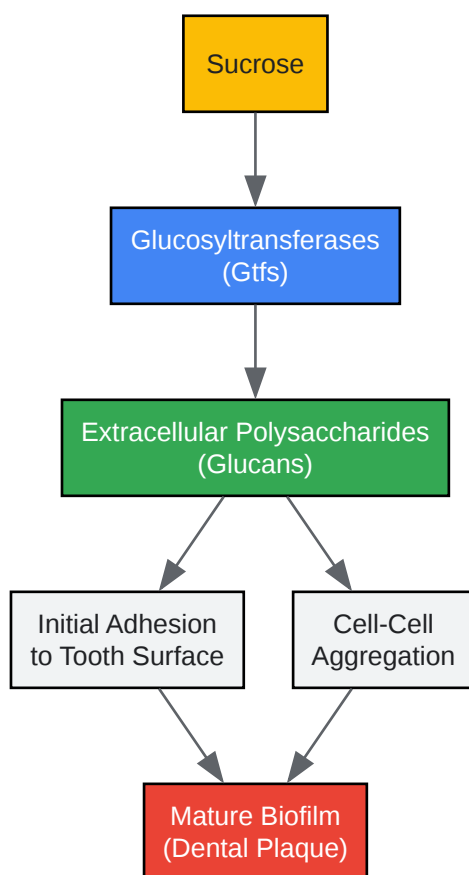 Sucrose
Glucosyltransferases
(Gtfs)
Extracellular Polysaccharides
(Glucans)
Initial Adhesion
to Tooth Surface
Cell-Cell
Aggregation
Mature Biofilm
(Dental Plaque)